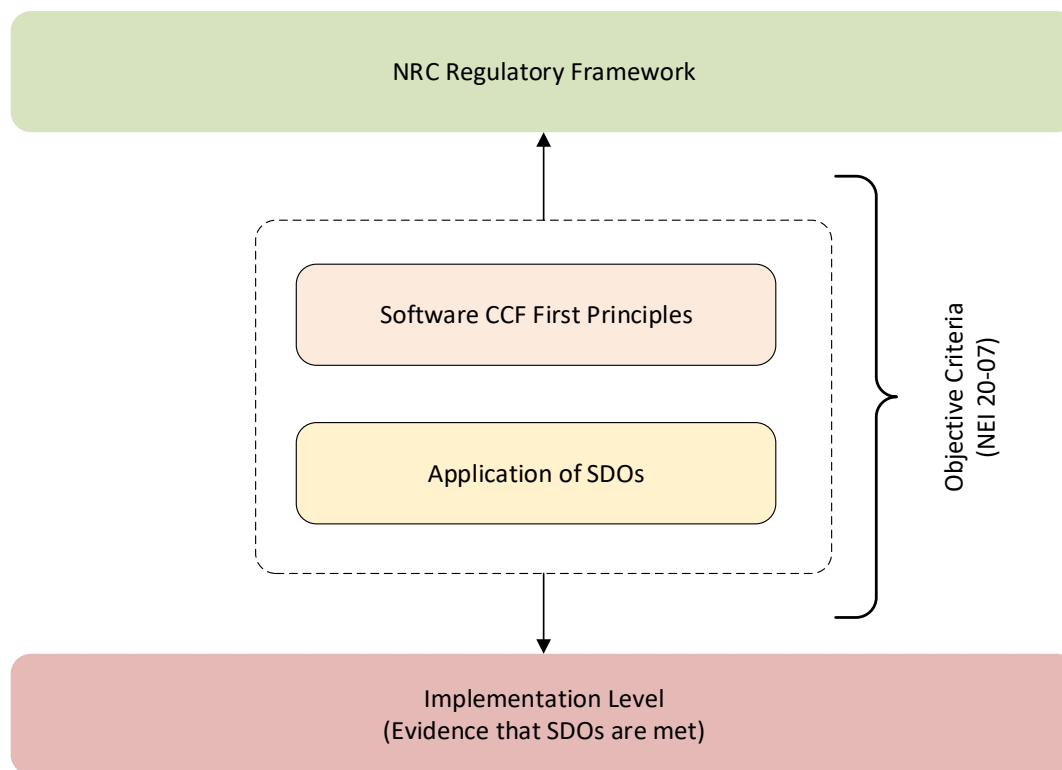 NRC Regulatory Framework
Software CCF First Principles
Application of SDOs
Objective Criteria
(NEI 20-07)
Implementation Level
(Evidence that SDOs are met)